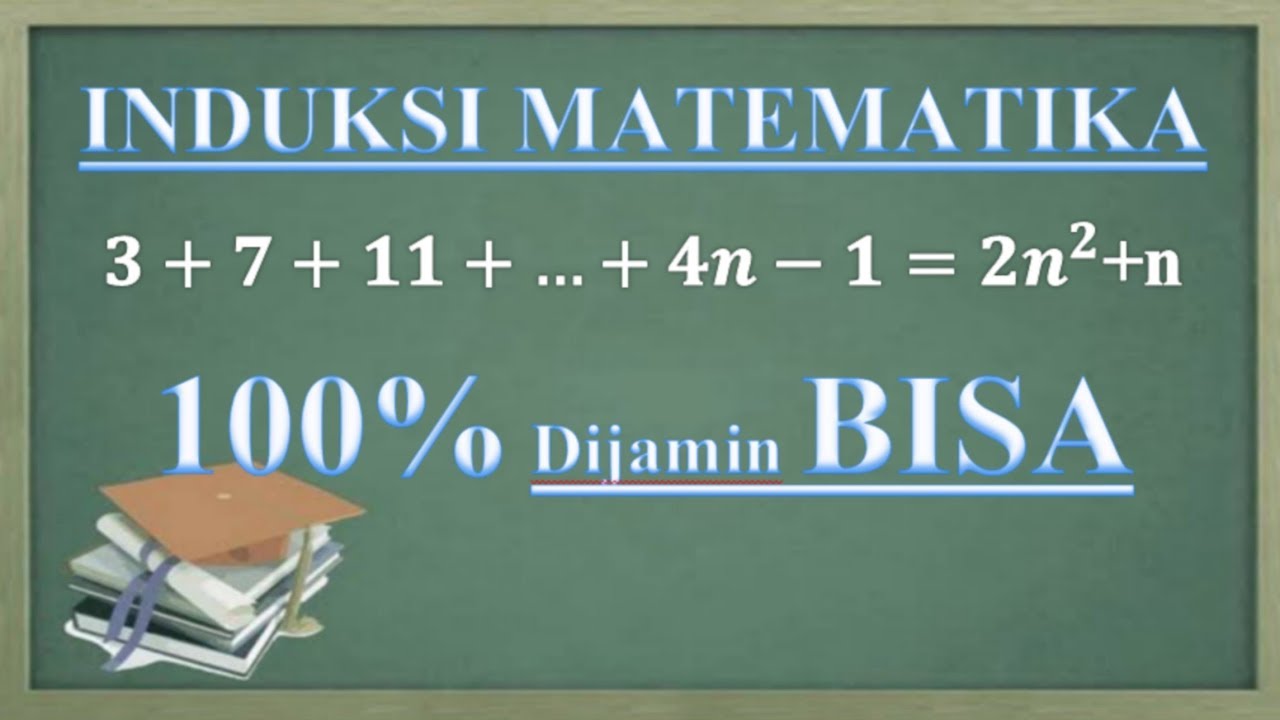 INDUKSI MATEMATIKA
3 + 7 + 11 + ... + 4n − 1 = 2n²+n
100% Dijamin BISA